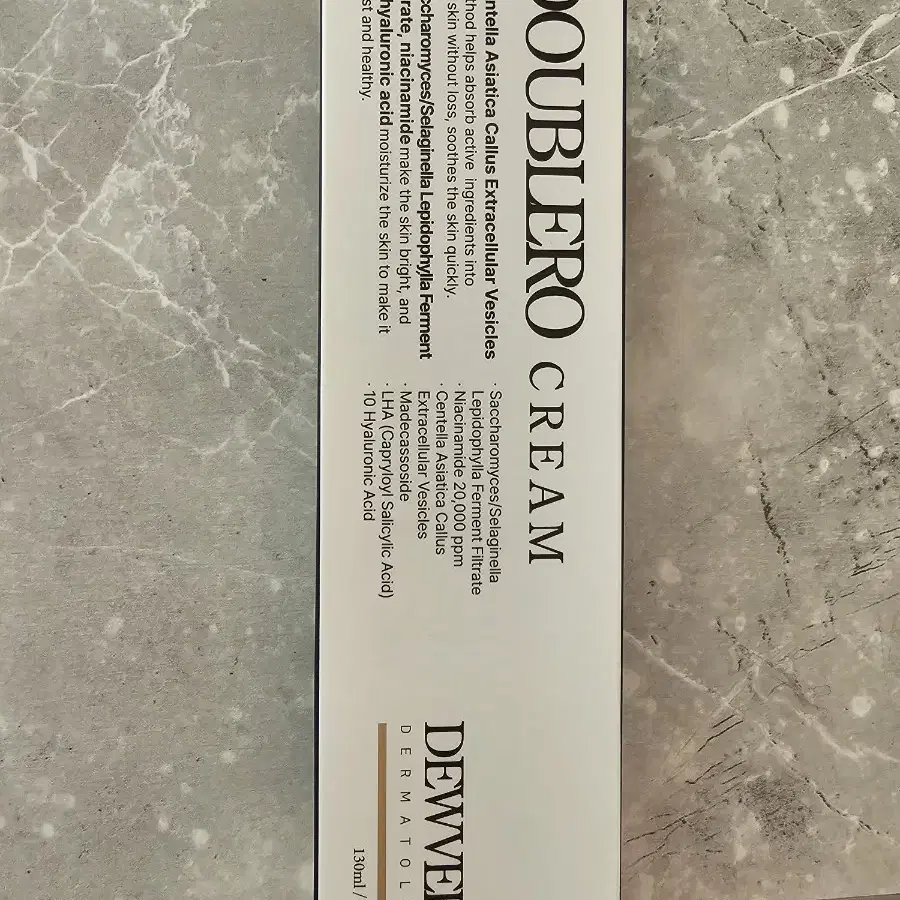 DOUBLERO CREAM
ntella Asiatica Callus Extracellular Vesicles
thod helps absorb active ingredients into
skin without loss, soothes the skin quickly.
ccharomyces/Selaginella Lepidophylla Ferment
rate, niacinamide make the skin bright, and
hyaluronic acid moisturize the skin to make it
st and healthy.
· Saccharomyces/Selaginella
Lepidophylla Ferment Filtrate
· Niacinamide 20,000 ppm
· Centella Asiatica Callus
Extracellular Vesicles
· Madecassoside
· LHA (Capryloyl Salicylic Acid)
· 10 Hyaluronic Acid
DEWVE
DERMATOL
130ml /